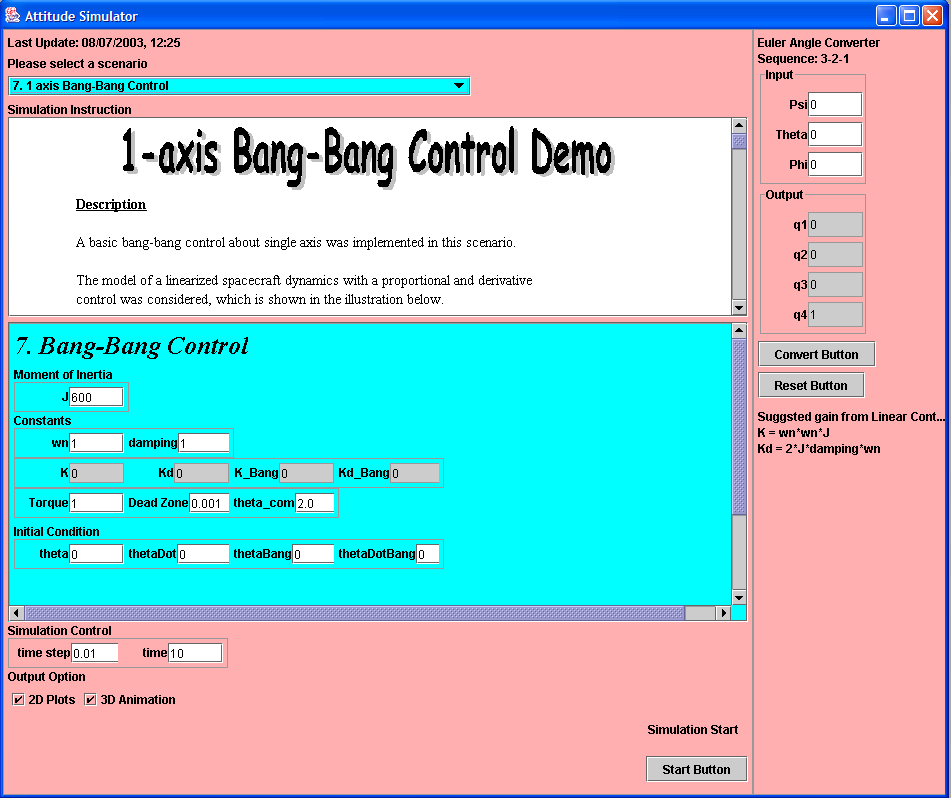 Attitude Simulator
Last Update: 08/07/2003, 12:25
Please select a scenario
7. 1 axis Bang-Bang Control
Simulation Instruction
1-axis Bang-Bang Control Demo
Description
A basic bang-bang control about single axis was implemented in this scenario.
The model of a linearized spacecraft dynamics with a proportional and derivative
control was considered, which is shown in the illustration below.
7. Bang-Bang Control
Moment of Inertia
J 600
Constants
wn 1 damping 1
K 0 Kd 0 K_Bang 0 Kd_Bang 0
Torque 1 Dead Zone 0.001 theta_com 2.0
Initial Condition
theta 0 thetaDot 0 thetaBang 0 thetaDotBang 0
Simulation Control
time step 0.01 time 10
Output Option
2D Plots 3D Animation
Simulation Start
Start Button
Euler Angle Converter
Sequence: 3-2-1
Input
Psi 0
Theta 0
Phi 0
Output
q1 0
q2 0
q3 0
q4 1
Convert Button
Reset Button
Suggsted gain from Linear Cont...
K = wn*wn*J
Kd = 2*J*damping*wn